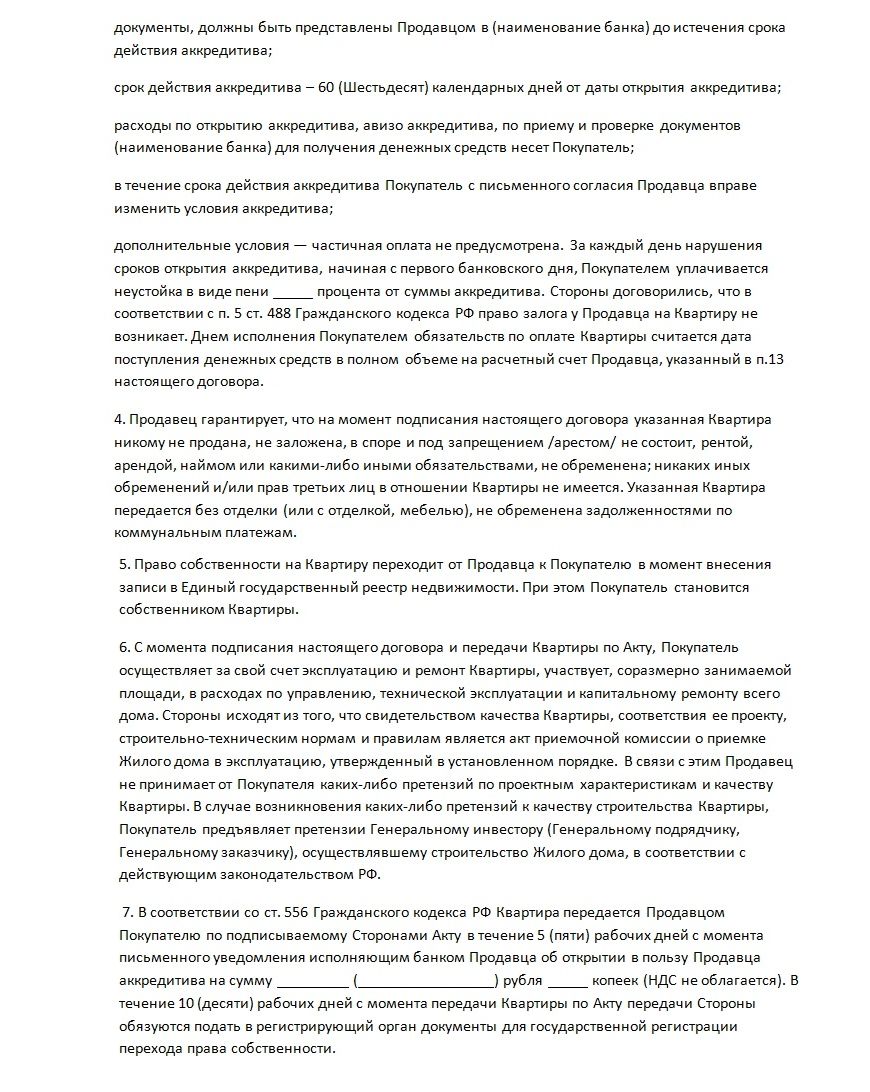 документы, должны быть представлены Продавцом в (наименование банка) до истечения срока
действия аккредитива;
срок действия аккредитива – 60 (Шестьдесят) календарных дней от даты открытия аккредитива;
расходы по открытию аккредитива, авизо аккредитива, по приему и проверке документов
(наименование банка) для получения денежных средств несет Покупатель;
в течение срока действия аккредитива Покупатель с письменного согласия Продавца вправе
изменить условия аккредитива;
дополнительные условия — частичная оплата не предусмотрена. За каждый день нарушения
сроков открытия аккредитива, начиная с первого банковского дня, Покупателем уплачивается
неустойка в виде пени _____ процента от суммы аккредитива. Стороны договорились, что в
соответствии с п. 5 ст. 488 Гражданского кодекса РФ право залога у Продавца на Квартиру не
возникает. Днем исполнения Покупателем обязательств по оплате Квартиры считается дата
поступления денежных средств в полном объеме на расчетный счет Продавца, указанный в п.13
настоящего договора.
4. Продавец гарантирует, что на момент подписания настоящего договора указанная Квартира
никому не продана, не заложена, в споре и под запрещением /арестом/ не состоит, рентой,
арендой, наймом или какими-либо иными обязательствами, не обременена; никаких иных
обременений и/или прав третьих лиц в отношении Квартиры не имеется. Указанная Квартира
передается без отделки (или с отделкой, мебелью), не обременена задолженностями по
коммунальным платежам.
5. Право собственности на Квартиру переходит от Продавца к Покупателю в момент внесения
записи в Единый государственный реестр недвижимости. При этом Покупатель становится
собственником Квартиры.
6. С момента подписания настоящего договора и передачи Квартиры по Акту, Покупатель
осуществляет за свой счет эксплуатацию и ремонт Квартиры, участвует, соразмерно занимаемой
площади, в расходах по управлению, технической эксплуатации и капитальному ремонту всего
дома. Стороны исходят из того, что свидетельством качества Квартиры, соответствия ее проекту,
строительно-техническим нормам и правилам является акт приемочной комиссии о приемке
Жилого дома в эксплуатацию, утвержденный в установленном порядке. В связи с этим Продавец
не принимает от Покупателя каких-либо претензий по проектным характеристикам и качеству
Квартиры. В случае возникновения каких-либо претензий к качеству строительства Квартиры,
Покупатель предъявляет претензии Генеральному инвестору (Генеральному подрядчику,
Генеральному заказчику), осуществлявшему строительство Жилого дома, в соответствии с
действующим законодательством РФ.
7. В соответствии со ст. 556 Гражданского кодекса РФ Квартира передается Продавцом
Покупателю по подписываемому Сторонами Акту в течение 5 (пяти) рабочих дней с момента
письменного уведомления исполняющим банком Продавца об открытии в пользу Продавца
аккредитива на сумму _________ (_________________) рубля _____ копеек (НДС не облагается). В
течение 10 (десяти) рабочих дней с момента передачи Квартиры по Акту передачи Стороны
обязуются подать в регистрирующий орган документы для государственной регистрации
перехода права собственности.